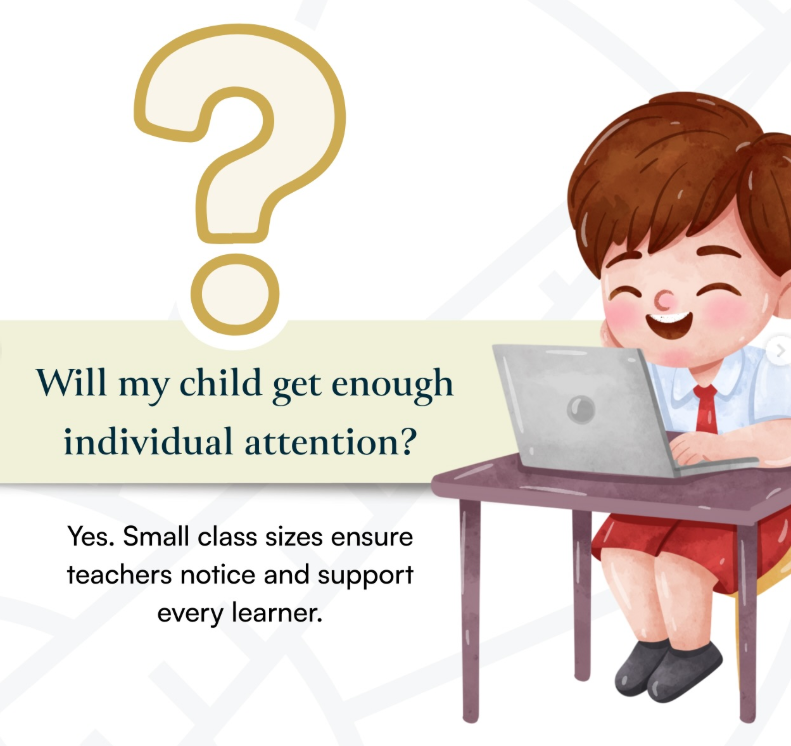 ?
Will my child get enough
individual attention?
Yes. Small class sizes ensure
teachers notice and support
every learner.